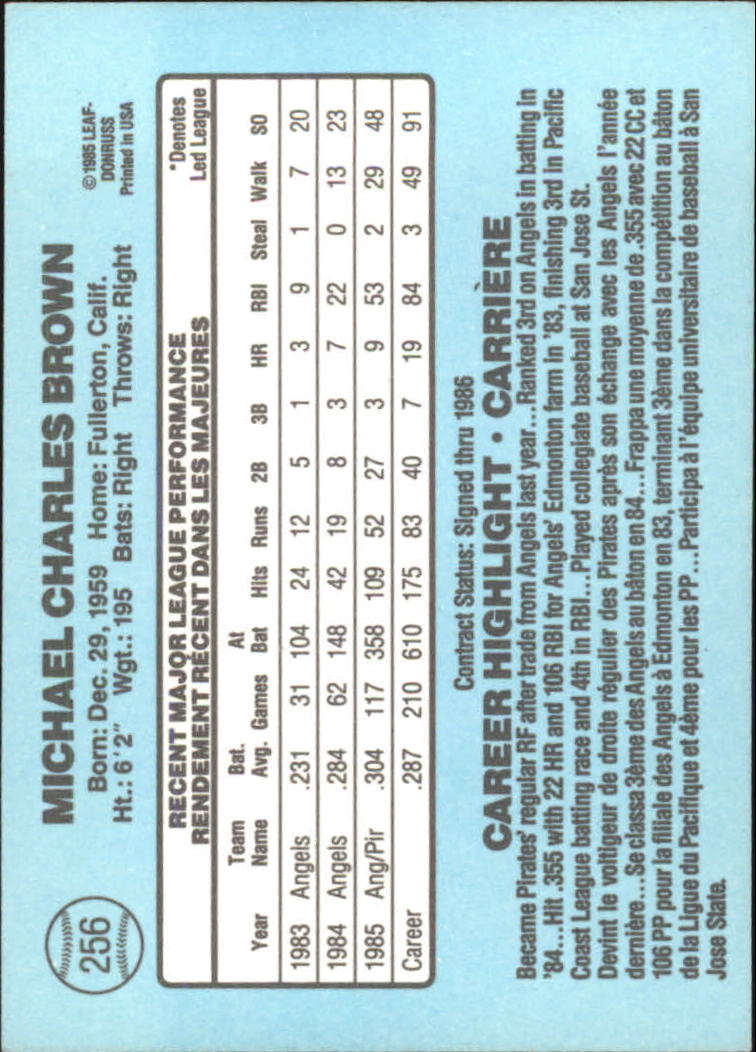 256
MICHAEL CHARLES BROWN
Born: Dec. 29, 1959 Home: Fullerton, Calif.
Ht.: 6'2" Wgt.: 195 Bats: Right Throws: Right
© 1985 LEAF-
DONRUSS
Printed in USA
RECENT MAJOR LEAGUE PERFORMANCE
RENDEMENT RÉCENT DANS LES MAJEURES
*Denotes
Led League
Year Team Name Bat. Avg. Games At Bat Hits Runs 2B 3B HR RBI Steal Walk SO
1983 Angels .231 31 104 24 12 5 1 3 9 1 7 20
1984 Angels .284 62 148 42 19 8 3 7 22 0 13 23
1985 Ang/Pir .304 117 358 109 52 27 3 9 53 2 29 48
Career .287 210 610 175 83 40 7 19 84 3 49 91
Contract Status: Signed thru 1986
CAREER HIGHLIGHT • CARRIÈRE
Became Pirates' regular RF after trade from Angels last year...Ranked 3rd on Angels in batting in
'84...Hit .355 with 22 HR and 106 RBI for Angels' Edmonton farm in '83, finishing 3rd in Pacific
Coast League batting race and 4th in RBI...Played collegiate baseball at San Jose St.
Devint le voltigeur de droite régulier des Pirates après son échange avec les Angels l'année
dernière...Se classa 3ème des Angels au bâton en 84...Frappa une moyenne de .355 avec 22 CC et
106 PP pour la filiale des Angels à Edmonton en 83, terminant 3ème dans la compétition au bâton
de la Ligue du Pacifique et 4ème pour les PP...Participa à l'équipe universitaire de baseball à San
Jose State.